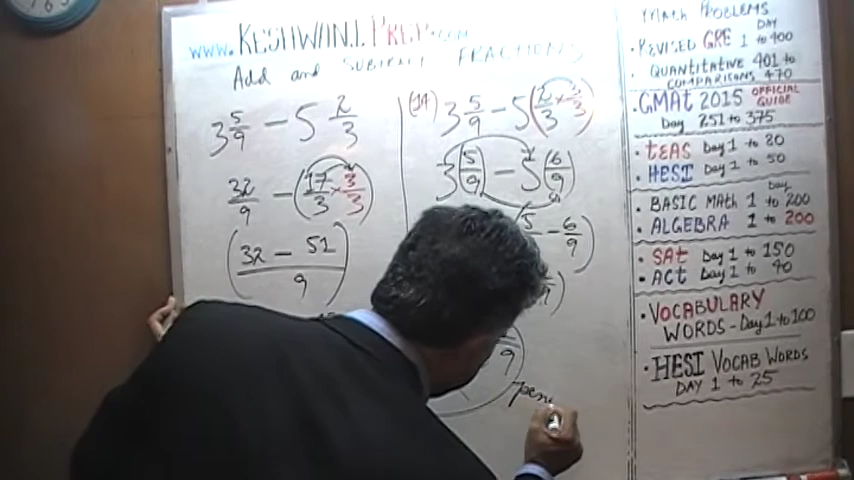 www.KESHWANI PREP.com
Add and SUBTRACT FRACTIONS
3 5/9 - 5 2/3
32/9 - (17/3 × 3/3)
(32 - 51)/9
(14) 3 5/9 - 5(2/3 × 3/3)
3(5/9) - 5(6/9)
5 - 6/9)
9
MATH PROBLEMS
DAY
• REVISED GRE 1 to 400
• QUANTITATIVE 401 to
COMPARISONS 470
• GMAT 2015 OFFICIAL
GUIDE
Day 251 to 375
• TEAS Day 1 to 80
• HESI Day 1 to 50
Day
• BASIC MATH 1 to 200
• ALGEBRA 1 to 200
• SAt Day 1 to 150
• ACt Day 1 to 90
• VOCABULARY
WORDS - Day 1 to 100
• HESI VOCAB WORDS
DAY 1 to 25